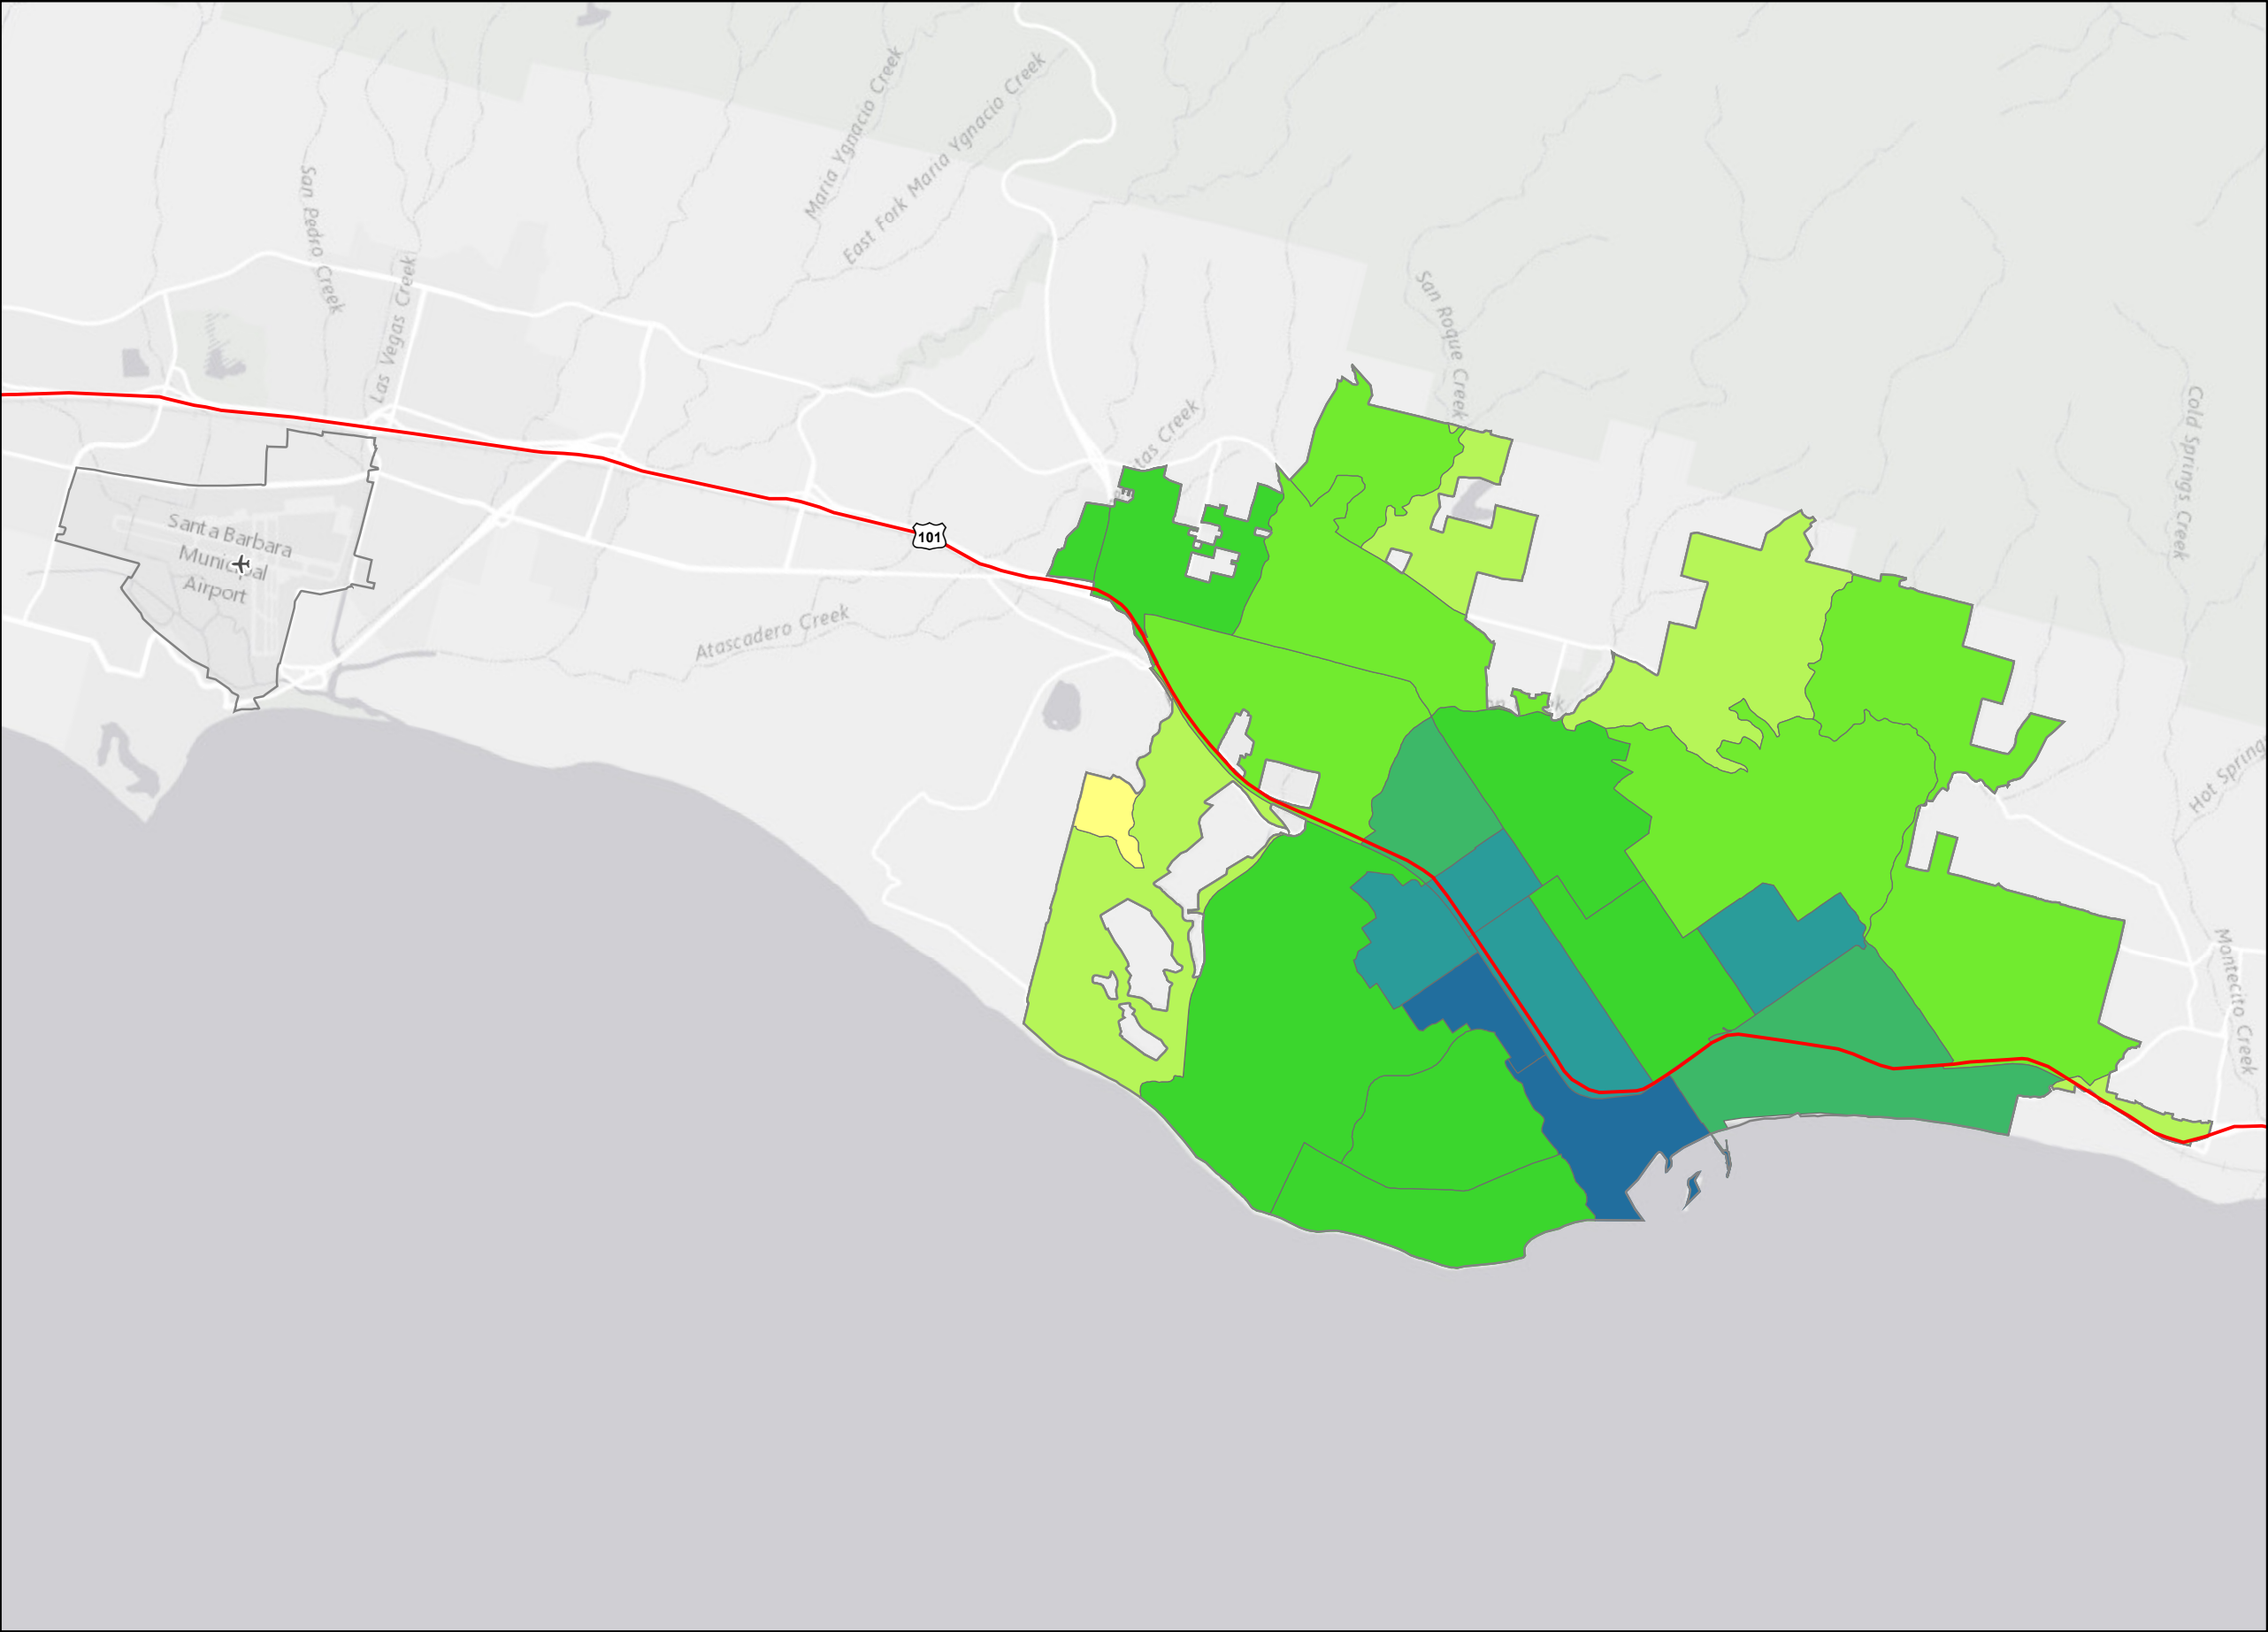 Maria Ygnacio Creek
East Fork Maria Ygnacio Creek
San Pedro Creek
Las Vegas Creek
San Roque Creek
Cold Springs Creek
Creek
101
Santa Barbara
Municipal
Airport
Atascadero Creek
Hot Spring
Montecito Creek